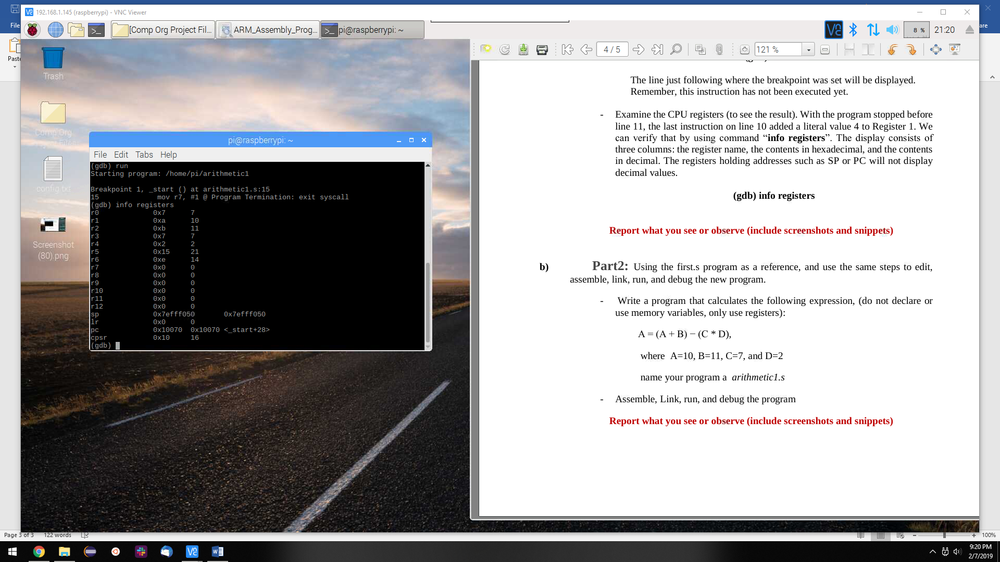 192.168.1.145 (raspberrypi) - VNC Viewer
File
are
[Comp Org Project Fil...
ARM_Assembly_Prog...
pi@raspberrypi: ~
8 %
21:20
Paste
Trash
Comp Org
config.txt
Screenshot
(80).png
4 / 5
121 %
pi@raspberrypi: ~
File Edit Tabs Help
(gdb) run
Starting program: /home/pi/arithmetic1
Breakpoint 1, _start () at arithmetic1.s:15
15 mov r7, #1 @ Program Termination: exit syscall
(gdb) info registers
r0 0x7 7
r1 0xa 10
r2 0xb 11
r3 0x7 7
r4 0x2 2
r5 0x15 21
r6 0xe 14
r7 0x0 0
r8 0x0 0
r9 0x0 0
r10 0x0 0
r11 0x0 0
r12 0x0 0
sp 0x7efff050 0x7efff050
lr 0x0 0
pc 0x10070 0x10070 <_start+28>
cpsr 0x10 16
(gdb)
The line just following where the breakpoint was set will be displayed.
Remember, this instruction has not been executed yet.
- Examine the CPU registers (to see the result). With the program stopped before
line 11, the last instruction on line 10 added a literal value 4 to Register 1. We
can verify that by using command “info registers”. The display consists of
three columns: the register name, the contents in hexadecimal, and the contents
in decimal. The registers holding addresses such as SP or PC will not display
decimal values.
(gdb) info registers
Report what you see or observe (include screenshots and snippets)
b) Part2: Using the first.s program as a reference, and use the same steps to edit,
assemble, link, run, and debug the new program.
- Write a program that calculates the following expression, (do not declare or
use memory variables, only use registers):
A = (A + B) − (C * D),
where A=10, B=11, C=7, and D=2
name your program a arithmetic1.s
- Assemble, Link, run, and debug the program
Report what you see or observe (include screenshots and snippets)
Page 3 of 3 122 words
100%
9:20 PM
2/7/2019